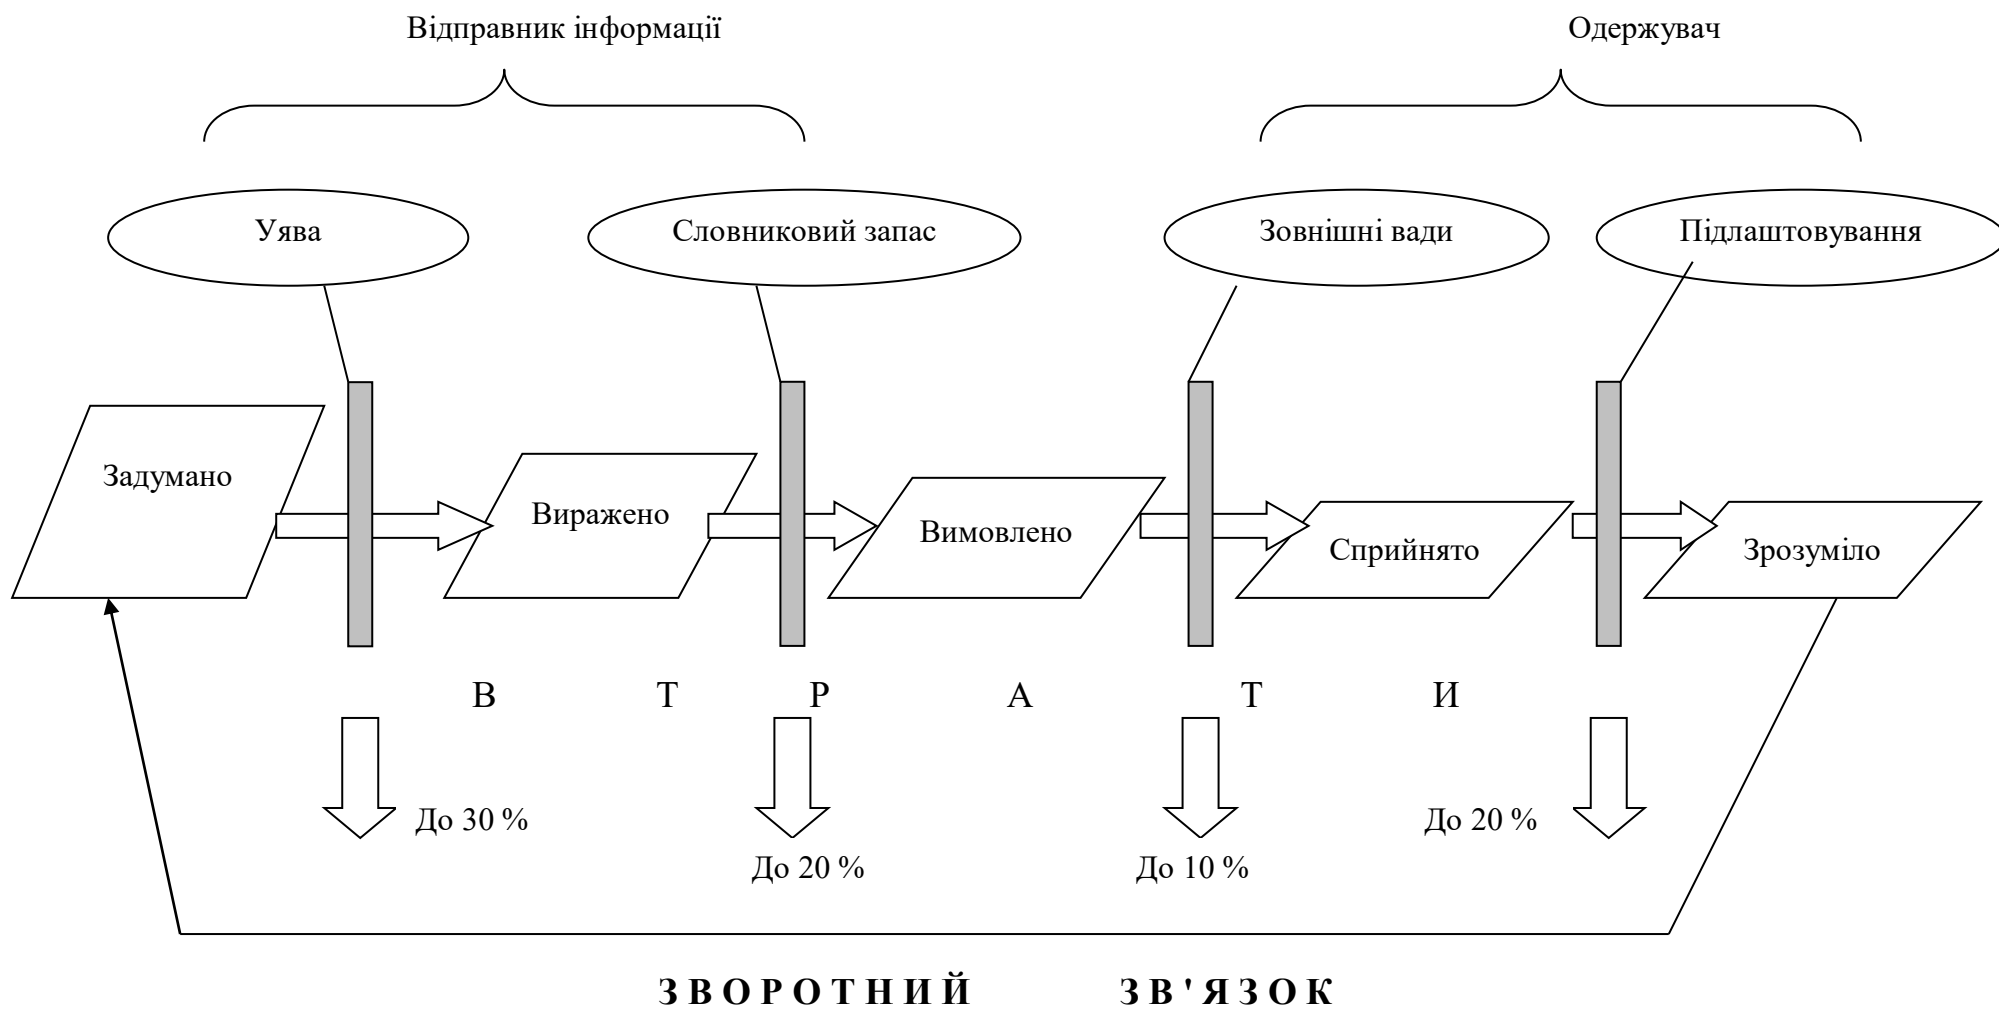 Відправник інформації
Одержувач
Уява
Словниковий запас
Зовнішні вади
Підлаштовування
Задумано
Виражено
Вимовлено
Сприйнято
Зрозуміло
В Т Р А Т И
До 30 %
До 20 %
До 10 %
До 20 %
З В О Р О Т Н И Й З В ' Я З О К